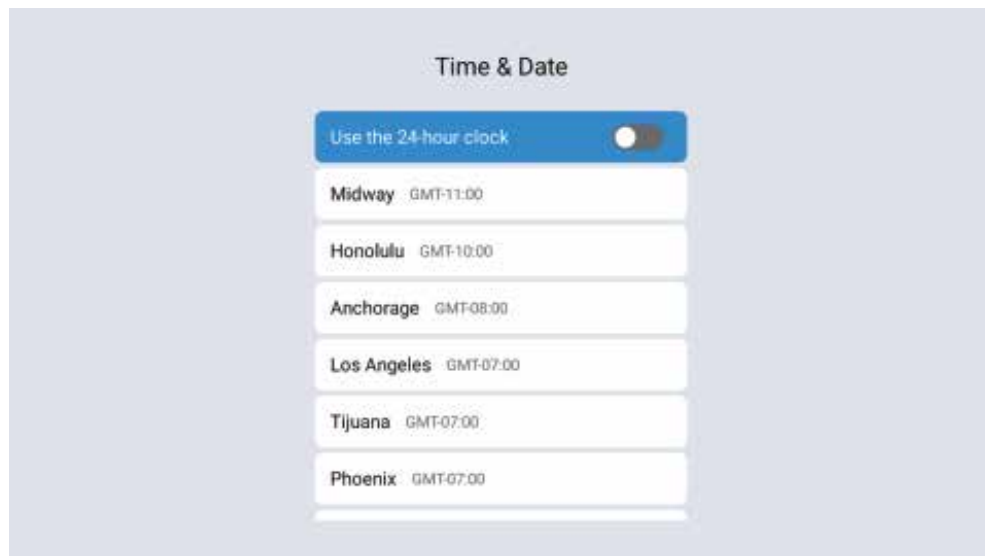 Time & Date
Use the 24-hour clock
Midway GMT-11:00
Honolulu GMT-10:00
Anchorage GMT-08:00
Los Angeles GMT-07:00
Tijuana GMT-07:00
Phoenix GMT-07:00